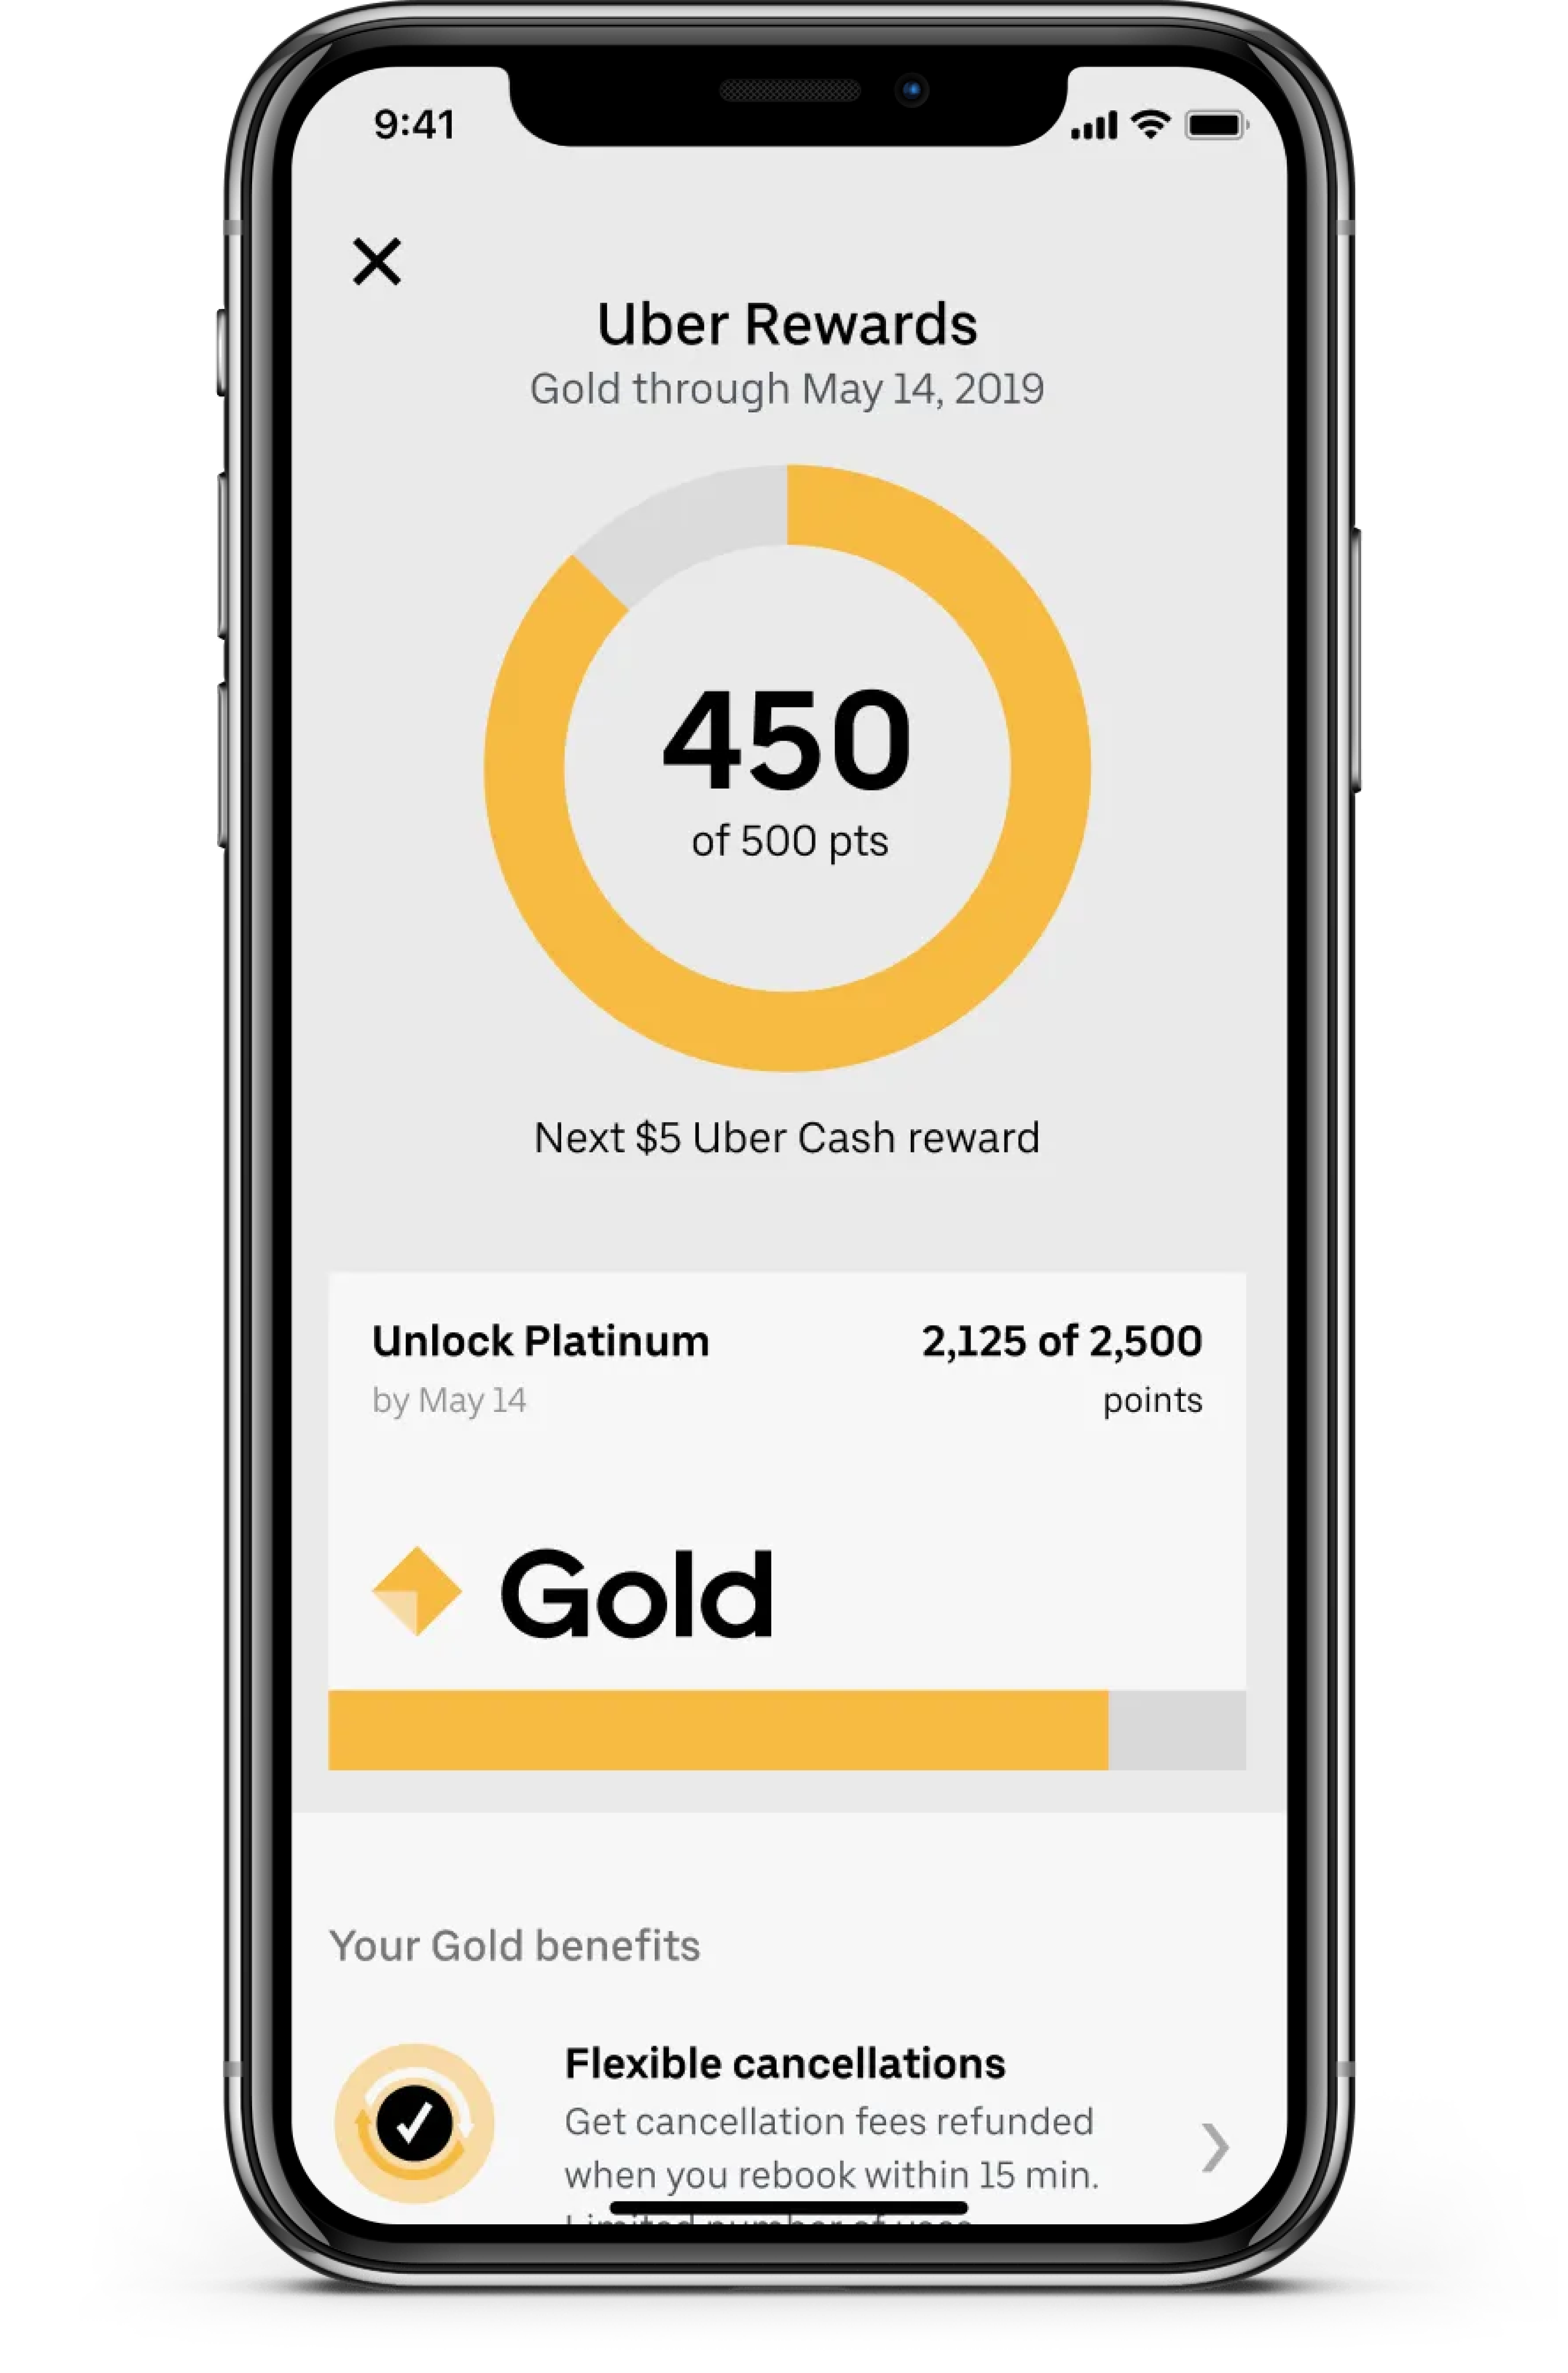 9:41
Uber Rewards
Gold through May 14, 2019
450
of 500 pts
Next $5 Uber Cash reward
Unlock Platinum
2,125 of 2,500
by May 14
points
Gold
Your Gold benefits
Flexible cancellations
Get cancellation fees refunded
when you rebook within 15 min.